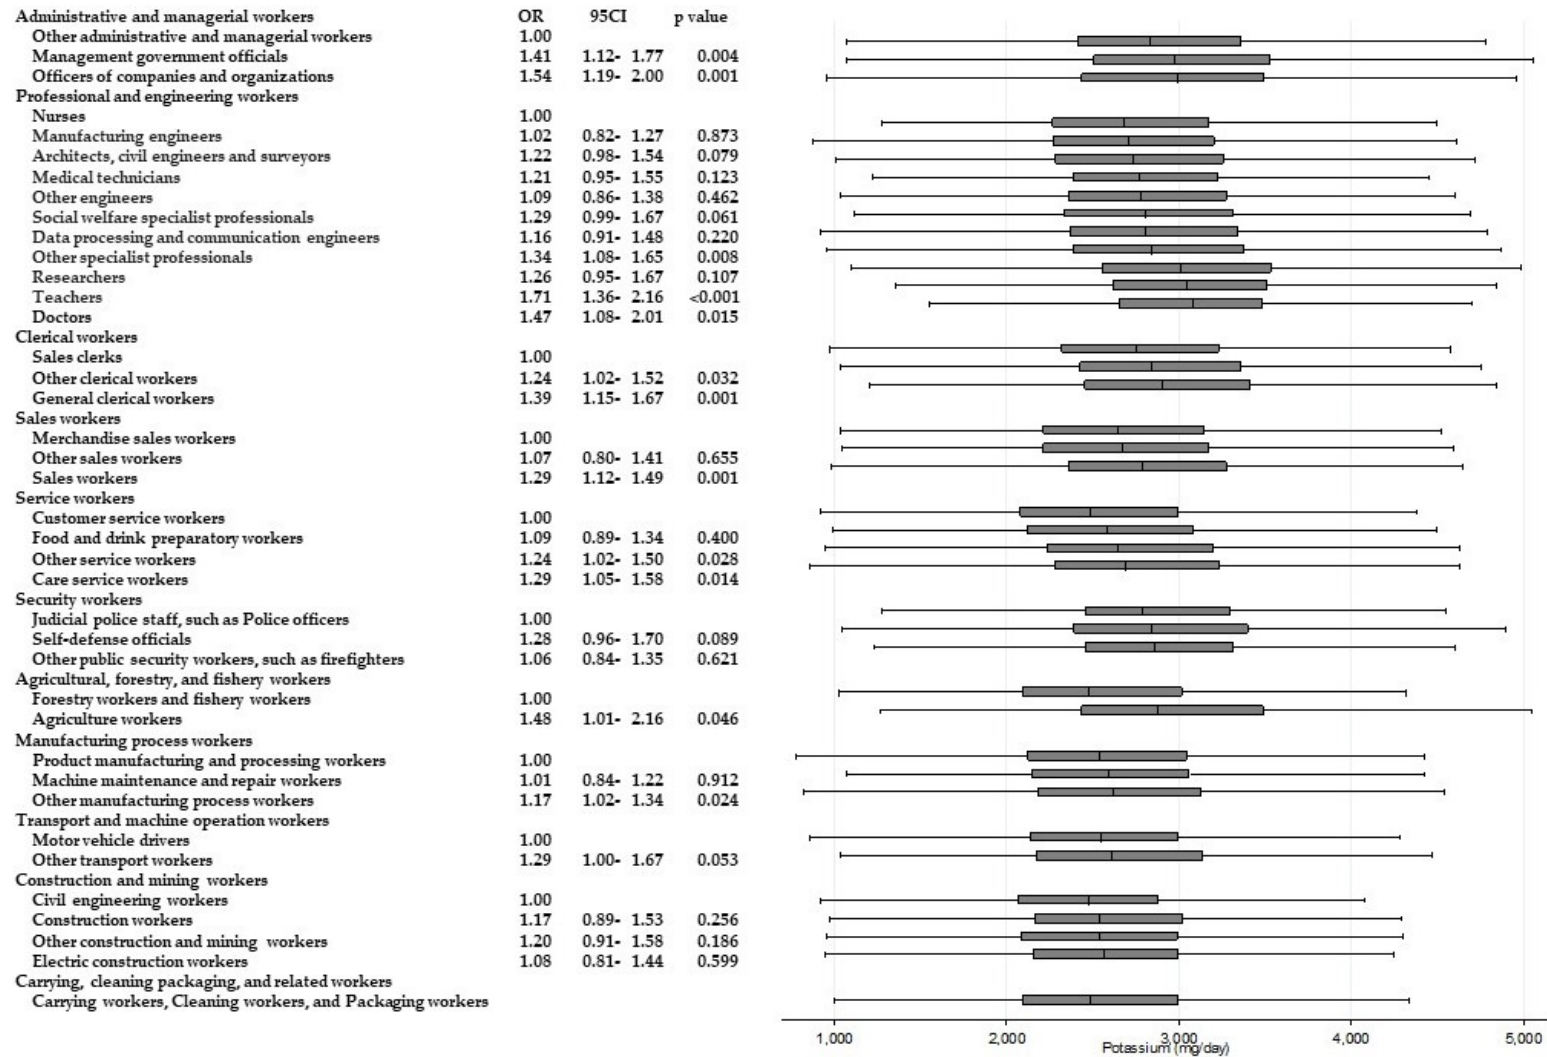 Administrative and managerial workers OR 95CI p value
Other administrative and managerial workers 1.00
Management government officials 1.41 1.12- 1.77 0.004
Officers of companies and organizations 1.54 1.19- 2.00 0.001
Professional and engineering workers
Nurses 1.00
Manufacturing engineers 1.02 0.82- 1.27 0.873
Architects, civil engineers and surveyors 1.22 0.98- 1.54 0.079
Medical technicians 1.21 0.95- 1.55 0.123
Other engineers 1.09 0.86- 1.38 0.462
Social welfare specialist professionals 1.29 0.99- 1.67 0.061
Data processing and communication engineers 1.16 0.91- 1.48 0.220
Other specialist professionals 1.34 1.08- 1.65 0.008
Researchers 1.26 0.95- 1.67 0.107
Teachers 1.71 1.36- 2.16 <0.001
Doctors 1.47 1.08- 2.01 0.015
Clerical workers
Sales clerks 1.00
Other clerical workers 1.24 1.02- 1.52 0.032
General clerical workers 1.39 1.15- 1.67 0.001
Sales workers
Merchandise sales workers 1.00
Other sales workers 1.07 0.80- 1.41 0.655
Sales workers 1.29 1.12- 1.49 0.001
Service workers
Customer service workers 1.00
Food and drink preparatory workers 1.09 0.89- 1.34 0.400
Other service workers 1.24 1.02- 1.50 0.028
Care service workers 1.29 1.05- 1.58 0.014
Security workers
Judicial police staff, such as Police officers 1.00
Self-defense officials 1.28 0.96- 1.70 0.089
Other public security workers, such as firefighters 1.06 0.84- 1.35 0.621
Agricultural, forestry, and fishery workers
Forestry workers and fishery workers 1.00
Agriculture workers 1.48 1.01- 2.16 0.046
Manufacturing process workers
Product manufacturing and processing workers 1.00
Machine maintenance and repair workers 1.01 0.84- 1.22 0.912
Other manufacturing process workers 1.17 1.02- 1.34 0.024
Transport and machine operation workers
Motor vehicle drivers 1.00
Other transport workers 1.29 1.00- 1.67 0.053
Construction and mining workers
Civil engineering workers 1.00
Construction workers 1.17 0.89- 1.53 0.256
Other construction and mining workers 1.20 0.91- 1.58 0.186
Electric construction workers 1.08 0.81- 1.44 0.599
Carrying, cleaning packaging, and related workers
Carrying workers, Cleaning workers, and Packaging workers
1,000 2,000 3,000 4,000 5,000
Potassium (mg/day)